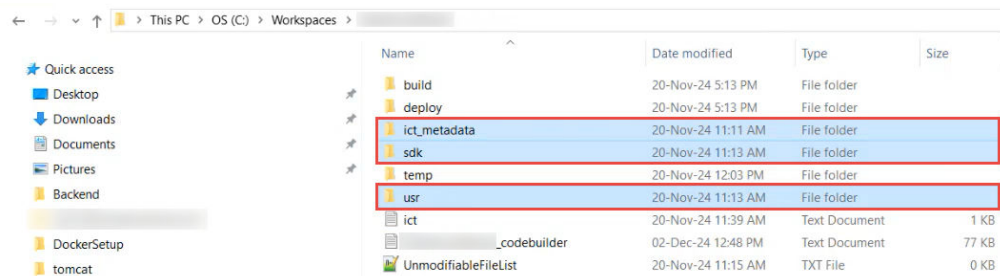 This PC > OS (C:) > Workspaces >
Name Date modified Type Size
Quick access
Desktop
Downloads
Documents
Pictures
Backend
DockerSetup
tomcat
build 20-Nov-24 5:13 PM File folder
deploy 20-Nov-24 5:13 PM File folder
ict_metadata 20-Nov-24 11:11 AM File folder
sdk 20-Nov-24 11:13 AM File folder
temp 20-Nov-24 12:03 PM File folder
usr 20-Nov-24 11:13 AM File folder
ict 20-Nov-24 11:39 AM Text Document 1 KB
_codebuilder 02-Dec-24 12:48 PM Text Document 77 KB
UnmodifiableFileList 20-Nov-24 11:15 AM TXT File 0 KB